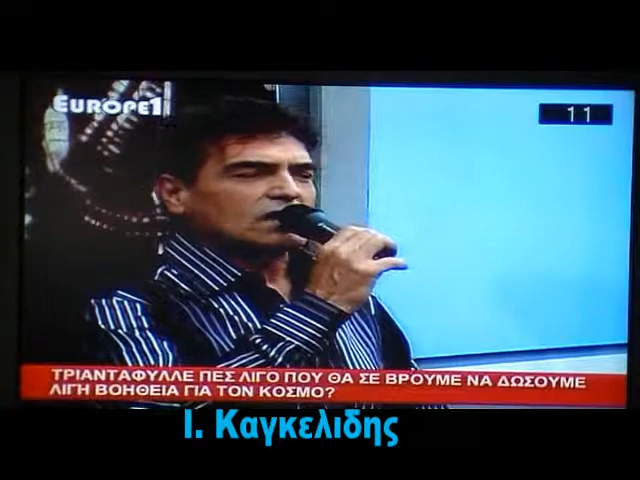 EUROPE1
11
ΤΡΙΑΝΤΑΦΥΛΛΕ ΠΕΣ ΛΙΓΟ ΠΟΥ ΘΑ ΣΕ ΒΡΟΥΜΕ ΝΑ ΔΩΣΟΥΜΕ
ΛΙΓΗ ΒΟΗΘΕΙΑ ΓΙΑ ΤΟΝ ΚΟΣΜΟ?
Ι. Καγκελιδης